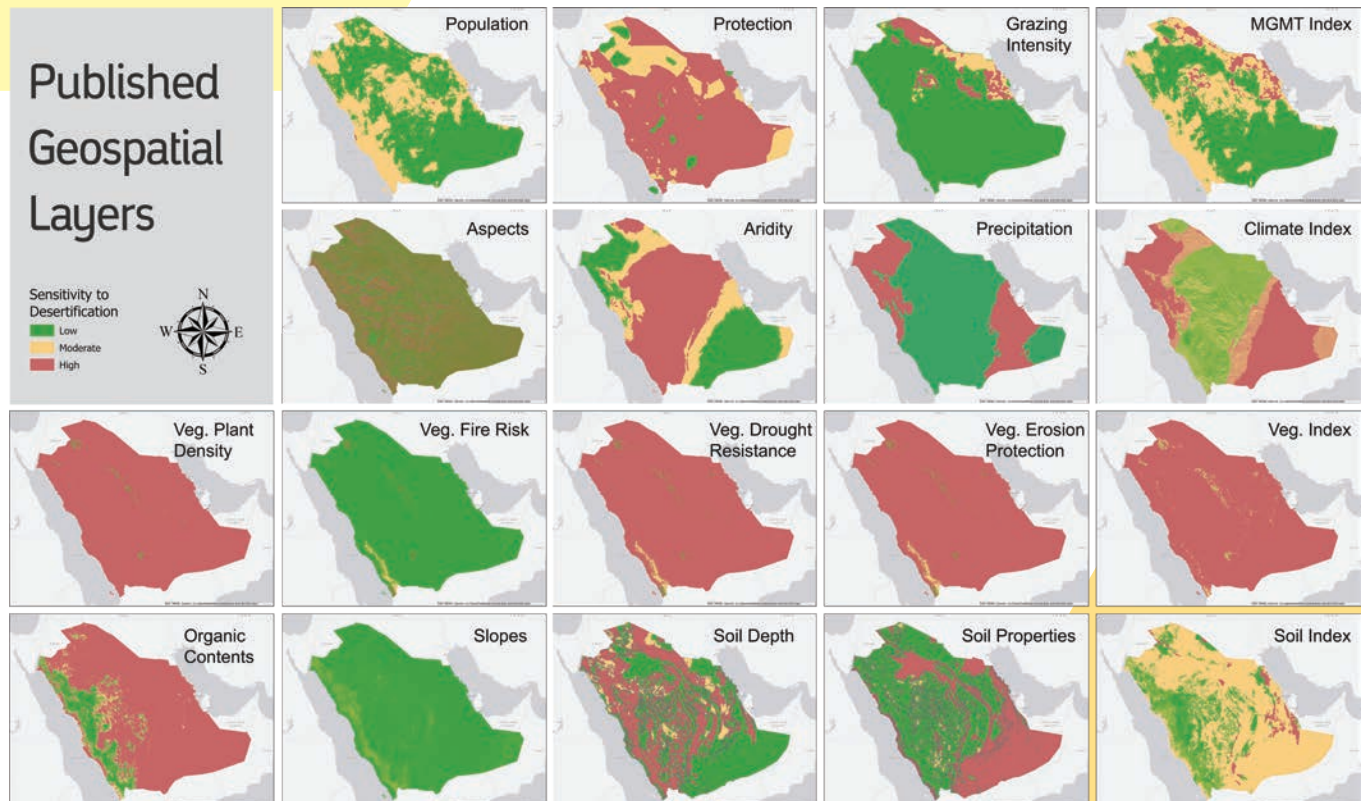 Published
Geospatial
Layers
Sensitivity to
Desertification
Low
Moderate
High
N
W
E
S
Population
Protection
Grazing
Intensity
MGMT Index
Aspects
Aridity
Precipitation
Climate Index
Veg. Plant
Density
Veg. Fire Risk
Veg. Drought
Resistance
Veg. Erosion
Protection
Veg. Index
Organic
Contents
Slopes
Soil Depth
Soil Properties
Soil Index